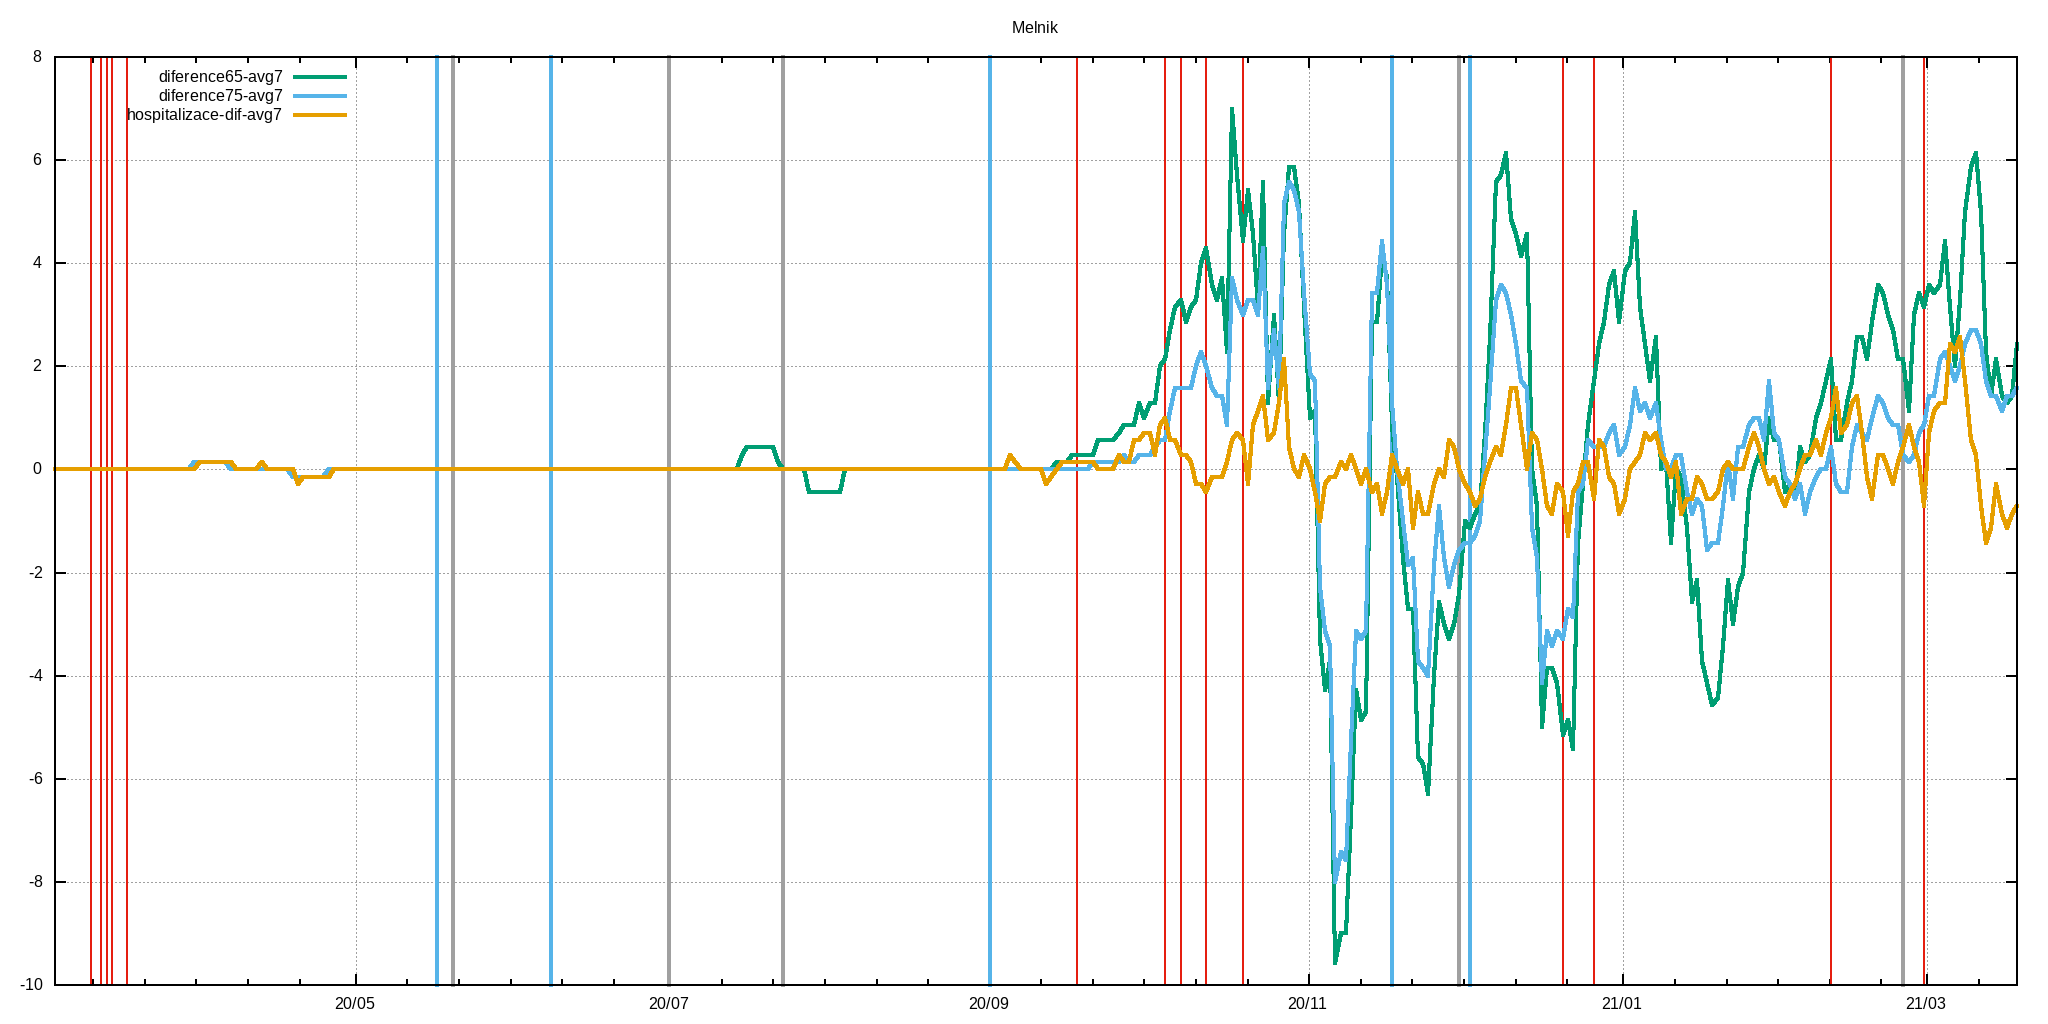 Melnik
8
diference65-avg7
diference75-avg7
hospitalizace-dif-avg7
6
4
2
0
-2
-4
-6
-8
-10
20/05 20/07 20/09 20/11 21/01 21/03